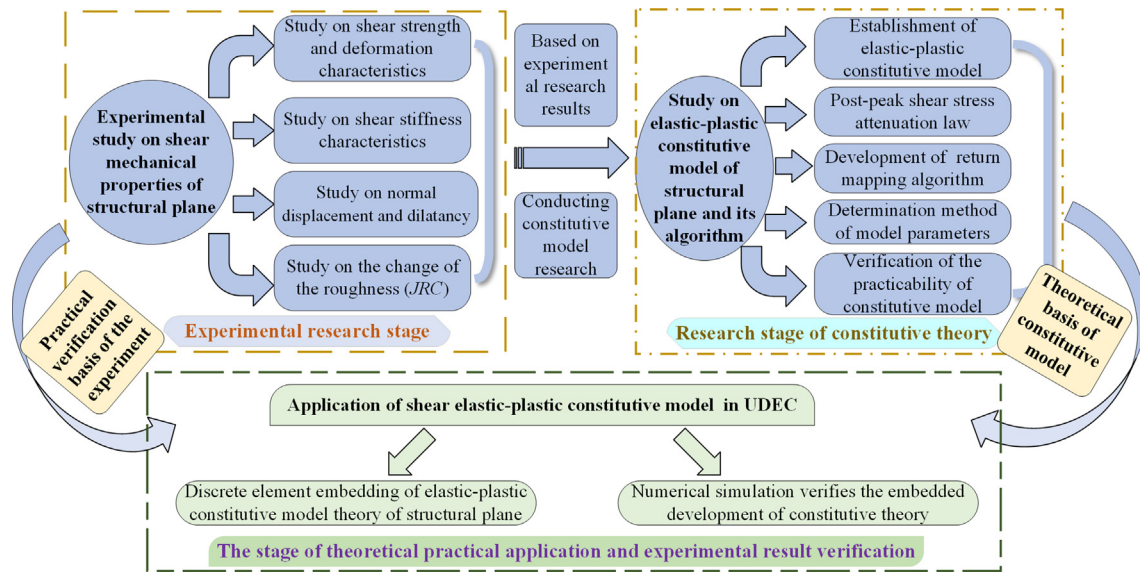 Experimental
study on shear
mechanical
properties of
structural plane
Study on shear strength
and deformation
characteristics
Study on shear stiffness
characteristics
Study on normal
displacement and dilatancy
Study on the change of
the roughness (JRC)
Experimental research stage
Based on
experiment
al research
results
Conducting
constitutive
model
research
Study on
elastic-plastic
constitutive
model of
structural
plane and its
algorithm
Establishment of
elastic-plastic
constitutive model
Post-peak shear stress
attenuation law
Development of return
mapping algorithm
Determination method
of model parameters
Verification of the
practicability of
constitutive model
Research stage of constitutive theory
Practical
verification
basis of the
experiment
Theoretical
basis of
constitutive
model
Application of shear elastic-plastic constitutive model in UDEC
Discrete element embedding of elastic-plastic
constitutive model theory of structural plane
Numerical simulation verifies the embedded
development of constitutive theory
The stage of theoretical practical application and experimental result verification